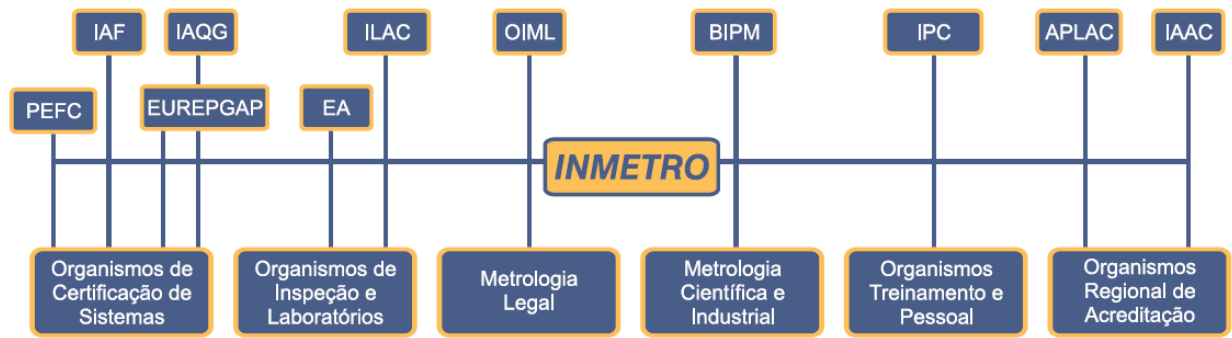 IAF
IAQG
ILAC
OIML
BIPM
IPC
APLAC
IAAC
PEFC
EUREPGAP
EA
INMETRO
Organismos de
Certificação de
Sistemas
Organismos de
Inspeção e
Laboratórios
Metrologia
Legal
Metrologia
Científica e
Industrial
Organismos
Treinamento e
Pessoal
Organismos
Regional de
Acreditação